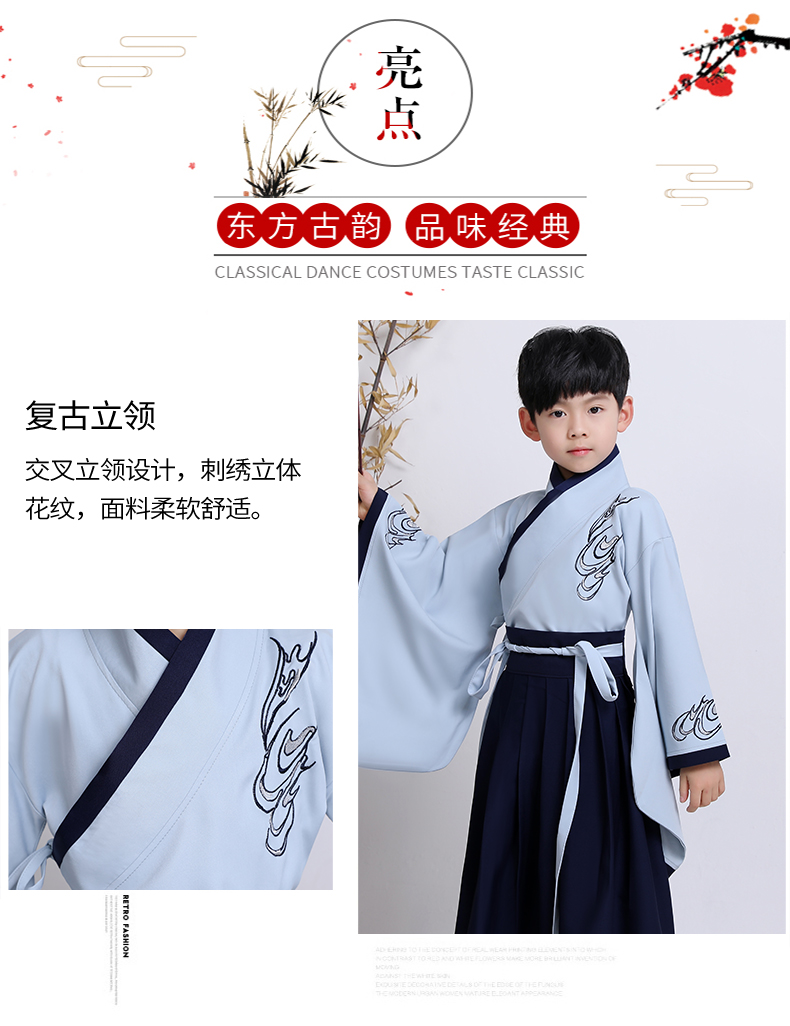 亮点
东方古韵 品味经典
CLASSICAL DANCE COSTUMES TASTE CLASSIC
复古立领
交叉立领设计，刺绣立体
花纹，面料柔软舒适。
RETRO FASHION